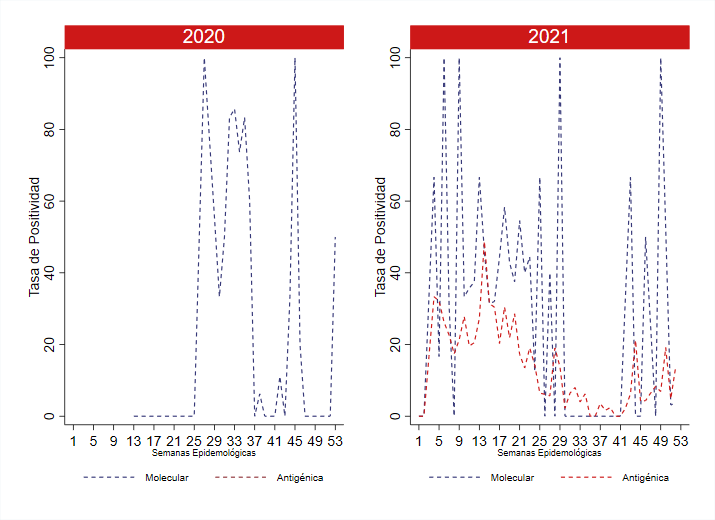 2020
2021
Tasa de Positividad
100
80
60
40
20
0
1 5 9 13 17 21 25 29 33 37 41 45 49 53
Semanas Epidemológicas
Molecular Antigénica
Tasa de Positividad
100
80
60
40
20
0
1 5 9 13 17 21 25 29 33 37 41 45 49 53
Semanas Epidemológicas
Molecular Antigénica